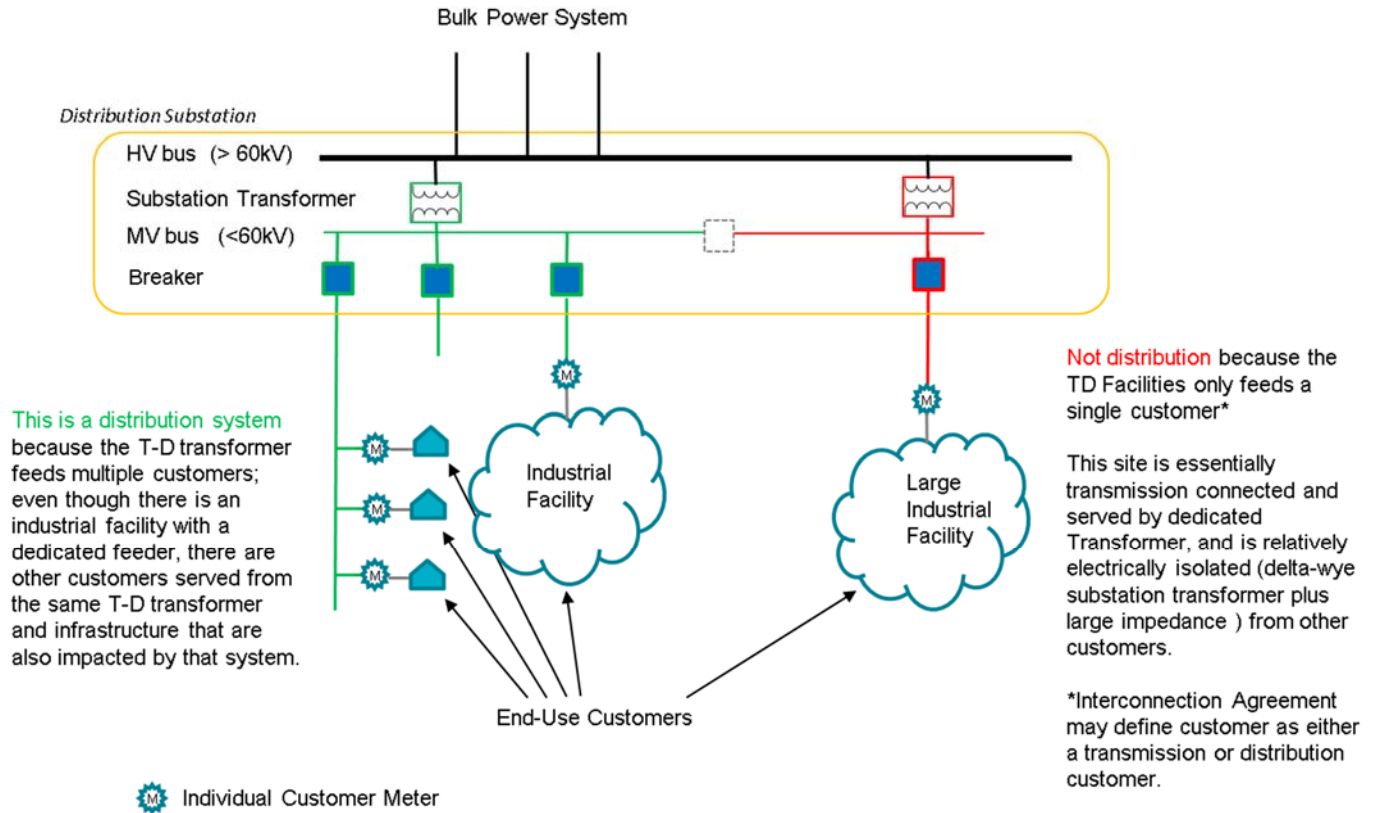 Bulk Power System
Distribution Substation
HV bus (> 60kV)
Substation Transformer
MV bus (<60kV)
Breaker
M
M
This is a distribution system
because the T-D transformer
feeds multiple customers;
even though there is an
industrial facility with a
dedicated feeder, there are
other customers served from
the same T-D transformer
and infrastructure that are
also impacted by that system.
M
M
M
Industrial
Facility
Large
Industrial
Facility
Not distribution because the
TD Facilities only feeds a
single customer*
This site is essentially
transmission connected and
served by dedicated
Transformer, and is relatively
electrically isolated (delta-wye
substation transformer plus
large impedance ) from other
customers.
*Interconnection Agreement
may define customer as either
a transmission or distribution
customer.
End-Use Customers
M Individual Customer Meter